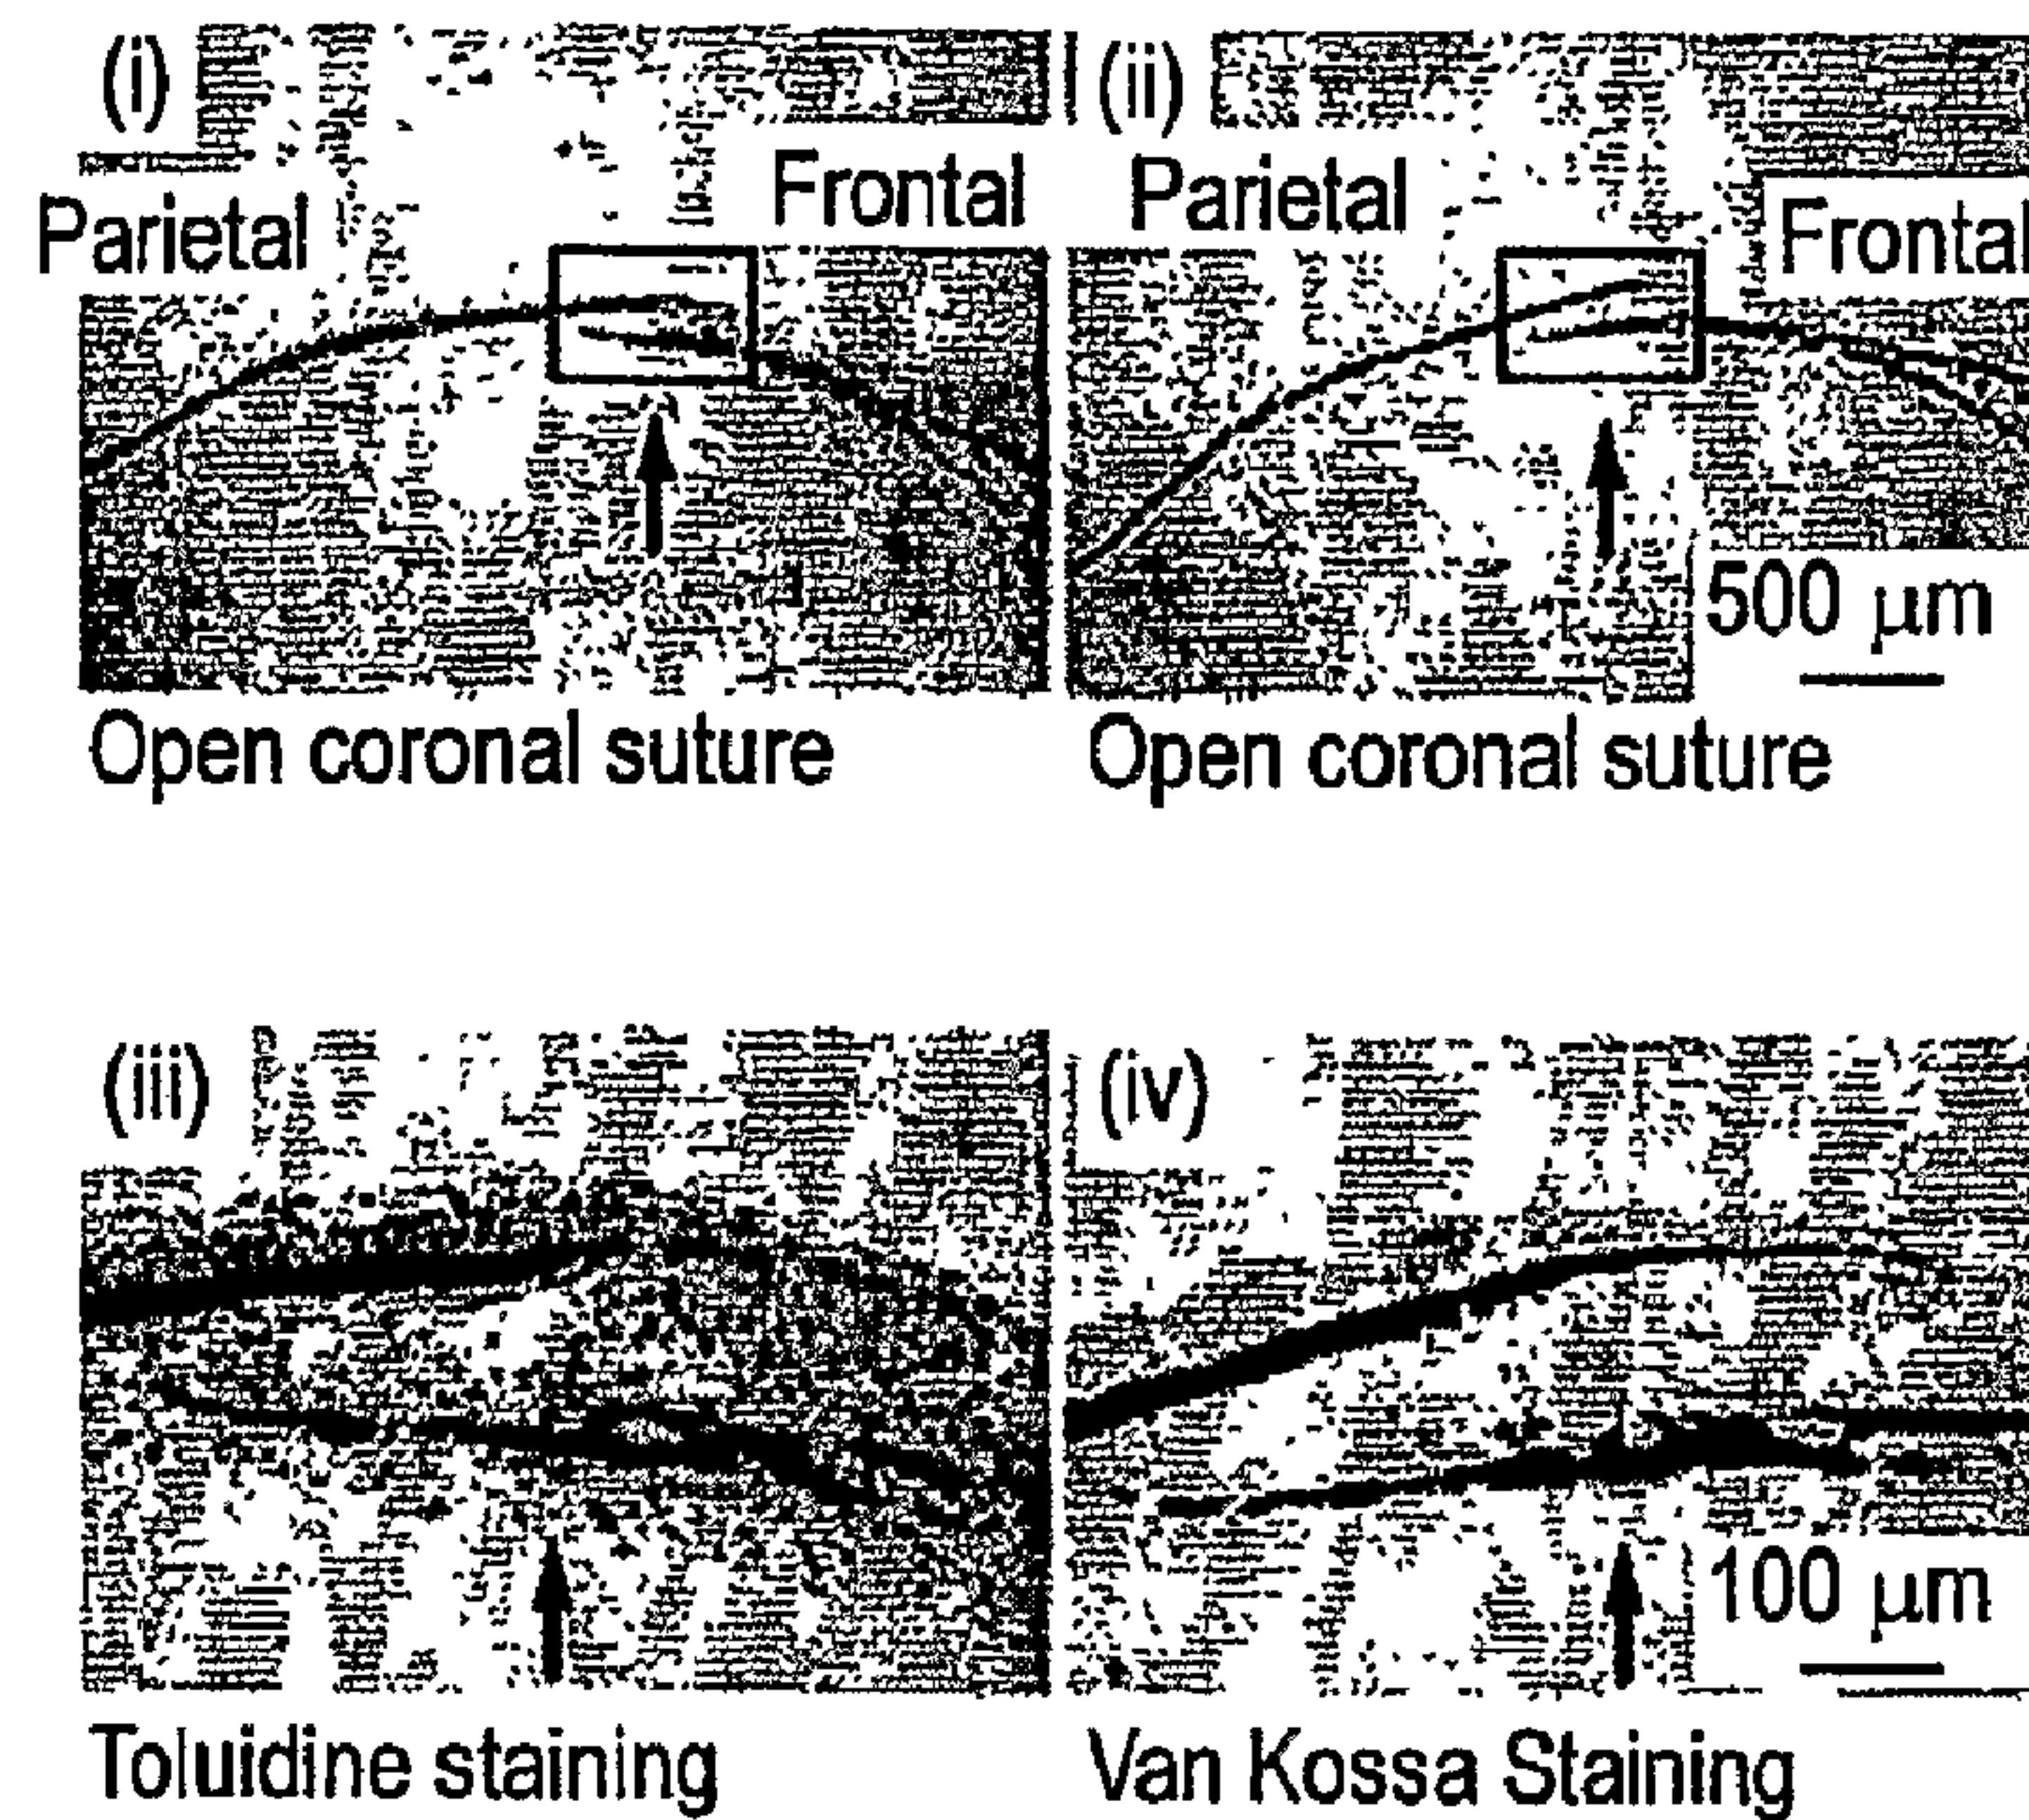 (i)
(ii)
Parietal
Frontal
Parietal
Frontal
500 μm
Open coronal suture
Open coronal suture
(iii)
(iv)
100 μm
Toluidine staining
Van Kossa Staining